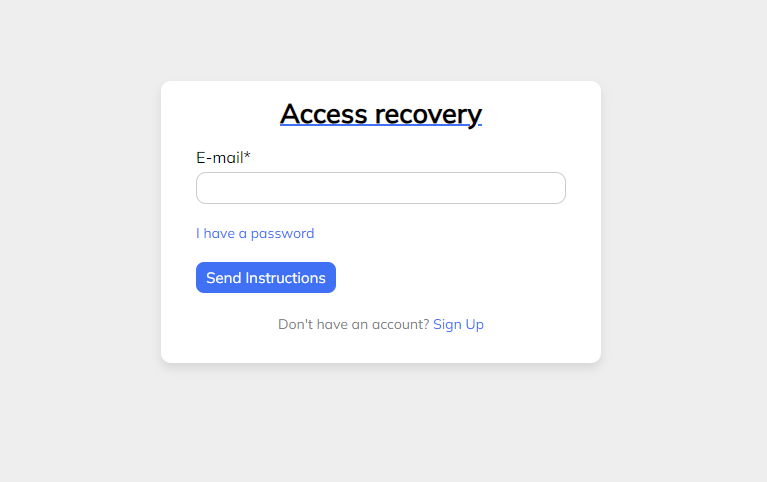 Access recovery
E-mail*
I have a password
Send Instructions
Don't have an account? Sign Up